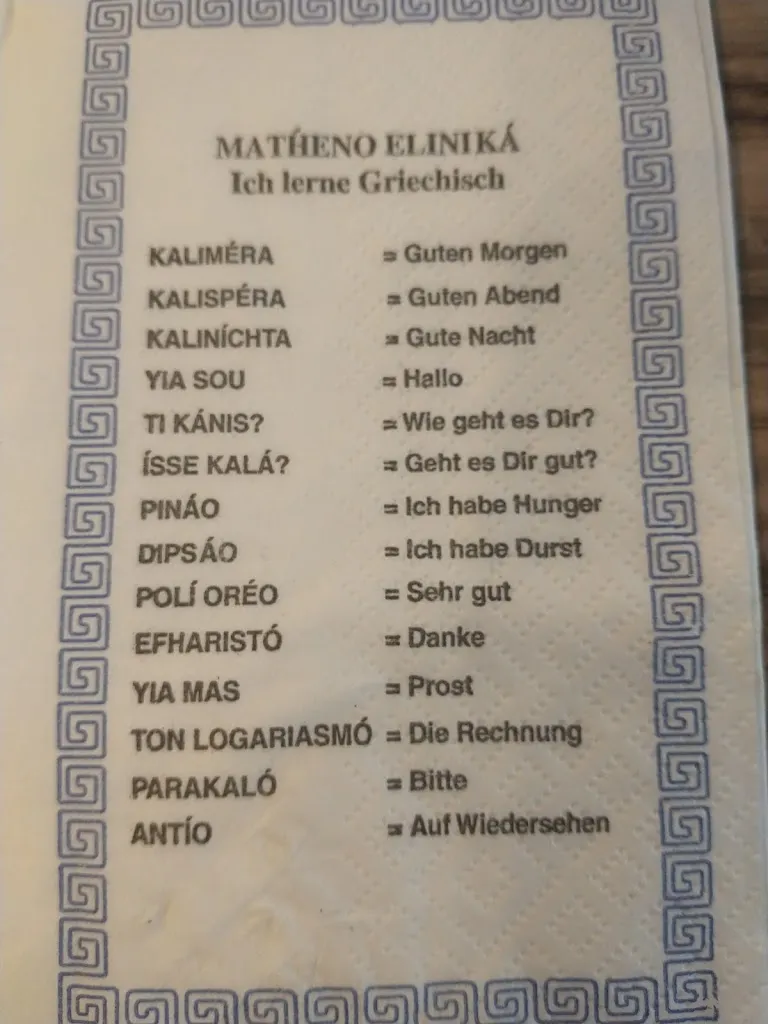 MATH́ENO ELINIKÁ
Ich lerne Griechisch
KALIMÉRA = Guten Morgen
KALISPÉRA = Guten Abend
KALINÍCHTA = Gute Nacht
YIA SOU = Hallo
TI KÁNIS? = Wie geht es Dir?
ÍSSE KALÁ? = Geht es Dir gut?
PINÁO = Ich habe Hunger
DIPSÁO = Ich habe Durst
POLÍ ORÉO = Sehr gut
EFHARISTÓ = Danke
YIA MAS = Prost
TON LOGARIASMÓ = Die Rechnung
PARAKALÓ = Bitte
ANTÍO = Auf Wiedersehen